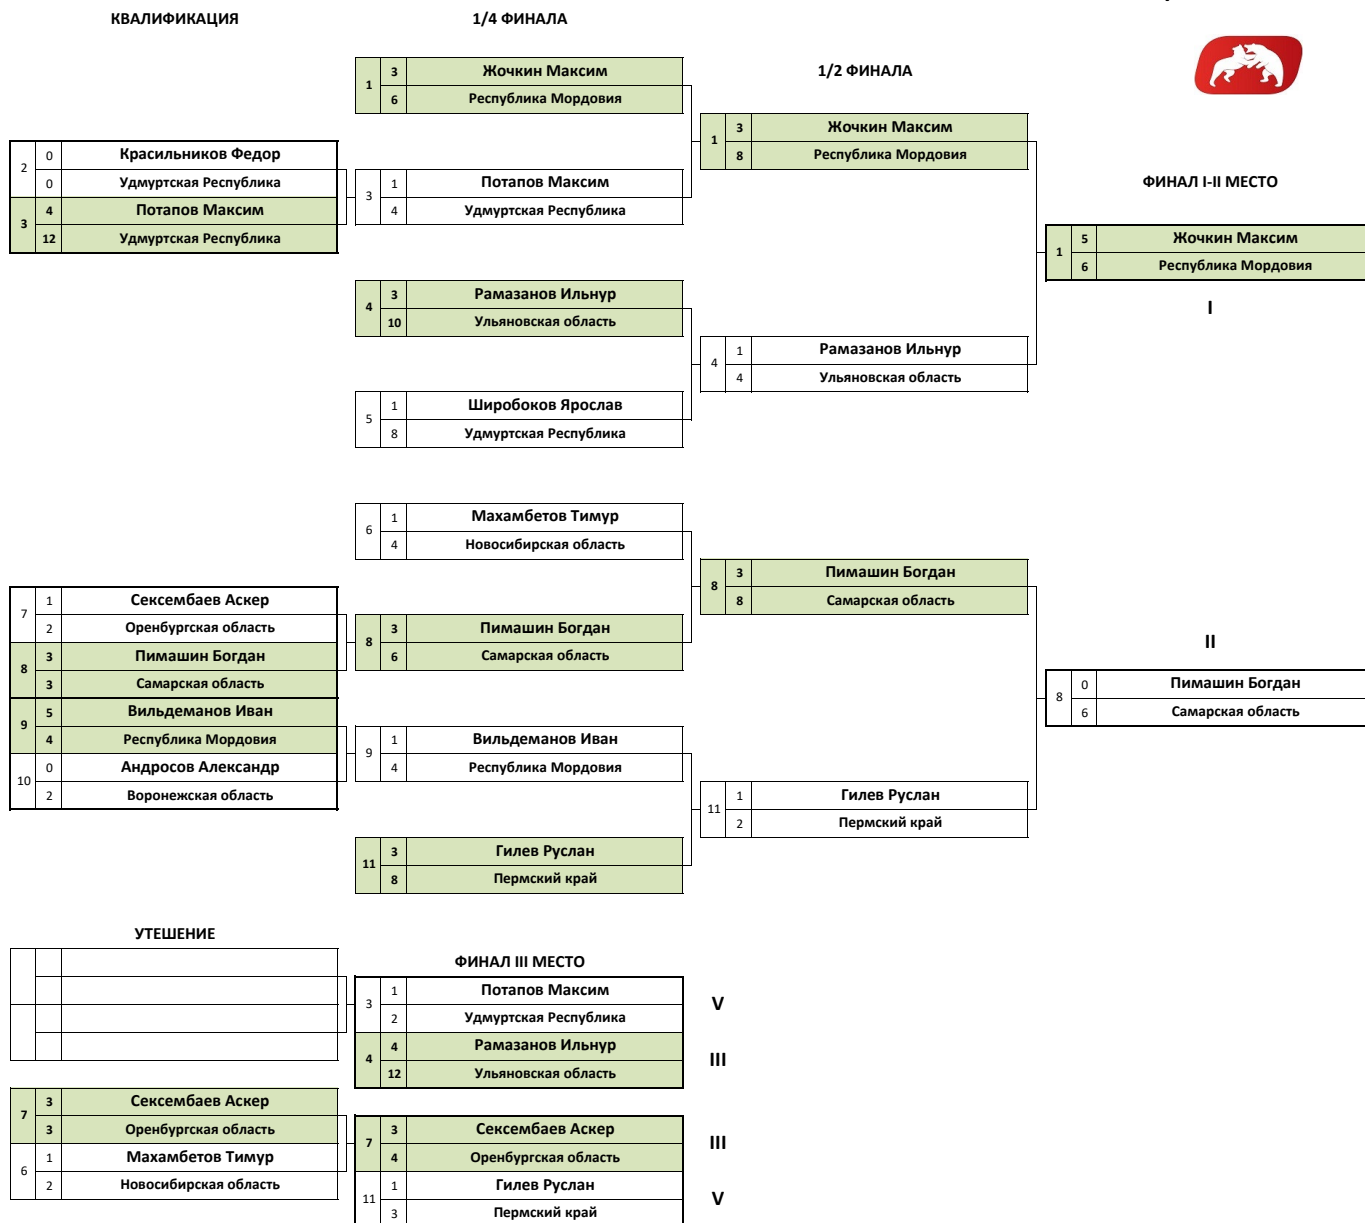 КВАЛИФИКАЦИЯ
2 0 Красильников Федор
0 Удмуртская Республика
3 4 Потапов Максим
12 Удмуртская Республика
7 1 Сексембаев Аскер
2 Оренбургская область
8 3 Пимашин Богдан
3 Самарская область
9 5 Вильдеманов Иван
4 Республика Мордовия
10 0 Андросов Александр
2 Воронежская область
1/4 ФИНАЛА
1 3 Жочкин Максим
6 Республика Мордовия
3 1 Потапов Максим
4 Удмуртская Республика
4 3 Рамазанов Ильнур
10 Ульяновская область
5 1 Широбоков Ярослав
8 Удмуртская Республика
6 1 Махамбетов Тимур
4 Новосибирская область
8 3 Пимашин Богдан
6 Самарская область
9 1 Вильдеманов Иван
4 Республика Мордовия
11 3 Гилев Руслан
8 Пермский край
1/2 ФИНАЛА
1 3 Жочкин Максим
8 Республика Мордовия
4 1 Рамазанов Ильнур
4 Ульяновская область
8 3 Пимашин Богдан
8 Самарская область
11 1 Гилев Руслан
2 Пермский край
ФИНАЛ I-II МЕСТО
1 5 Жочкин Максим
6 Республика Мордовия
I
II
8 0 Пимашин Богдан
6 Самарская область
УТЕШЕНИЕ
7 3 Сексембаев Аскер
3 Оренбургская область
6 1 Махамбетов Тимур
2 Новосибирская область
ФИНАЛ III МЕСТО
3 1 Потапов Максим
2 Удмуртская Республика
V
4 4 Рамазанов Ильнур
12 Ульяновская область
III
7 3 Сексембаев Аскер
4 Оренбургская область
III
11 1 Гилев Руслан
3 Пермский край
V